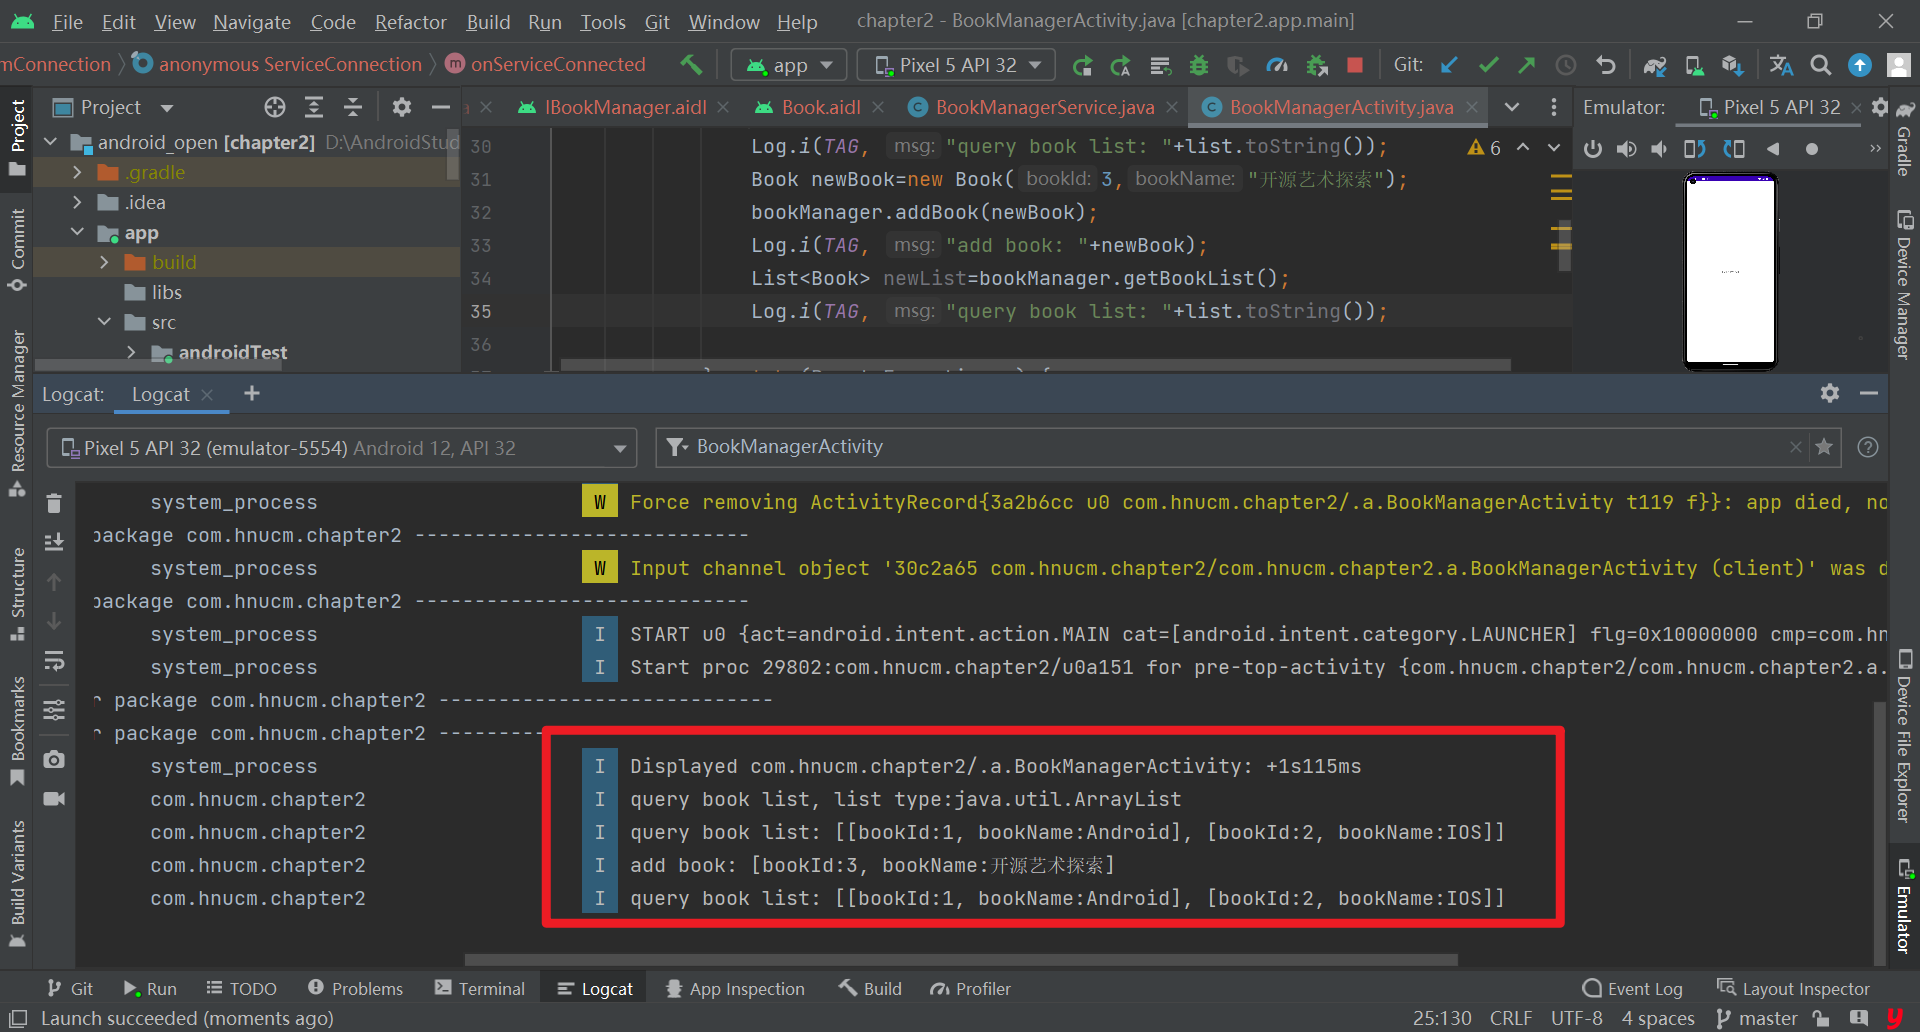 File Edit View Navigate Code Refactor Build Run Tools Git Window Help chapter2 - BookManagerActivity.java [chapter2.app.main]
mConnection anonymous ServiceConnection onServiceConnected app Pixel 5 API 32 Git:
Project IBookManager.aidl Book.aidl BookManagerService.java BookManagerActivity.java Emulator: Pixel 5 API 32
android_open [chapter2] D:\AndroidStud
.gradle
.idea
app
build
libs
src
androidTest
30 Log.i(TAG, msg: "query book list: "+list.toString()); 6
31 Book newBook=new Book( bookId: 3, bookName: "开源艺术探索");
32 bookManager.addBook(newBook);
33 Log.i(TAG, msg: "add book: "+newBook);
34 List<Book> newList=bookManager.getBookList();
35 Log.i(TAG, msg: "query book list: "+list.toString());
36
Logcat: Logcat
Pixel 5 API 32 (emulator-5554) Android 12, API 32 BookManagerActivity
system_process W Force removing ActivityRecord{3a2b6cc u0 com.hnucm.chapter2/.a.BookManagerActivity t119 f}}: app died, no
package com.hnucm.chapter2 ----------------------------
system_process W Input channel object '30c2a65 com.hnucm.chapter2/com.hnucm.chapter2.a.BookManagerActivity (client)' was d
package com.hnucm.chapter2 ----------------------------
system_process I START u0 {act=android.intent.action.MAIN cat=[android.intent.category.LAUNCHER] flg=0x10000000 cmp=com.hn
system_process I Start proc 29802:com.hnucm.chapter2/u0a151 for pre-top-activity {com.hnucm.chapter2/com.hnucm.chapter2.a.
r package com.hnucm.chapter2 ----------------------------
r package com.hnucm.chapter2 ---------
system_process I Displayed com.hnucm.chapter2/.a.BookManagerActivity: +1s115ms
com.hnucm.chapter2 I query book list, list type:java.util.ArrayList
com.hnucm.chapter2 I query book list: [[bookId:1, bookName:Android], [bookId:2, bookName:IOS]]
com.hnucm.chapter2 I add book: [bookId:3, bookName:开源艺术探索]
com.hnucm.chapter2 I query book list: [[bookId:1, bookName:Android], [bookId:2, bookName:IOS]]
Project
Commit
Resource Manager
Structure
Bookmarks
Build Variants
Gradle
Device Manager
Device File Explorer
Emulator
Git Run TODO Problems Terminal Logcat App Inspection Build Profiler Event Log Layout Inspector
Launch succeeded (moments ago) 25:130 CRLF UTF-8 4 spaces master